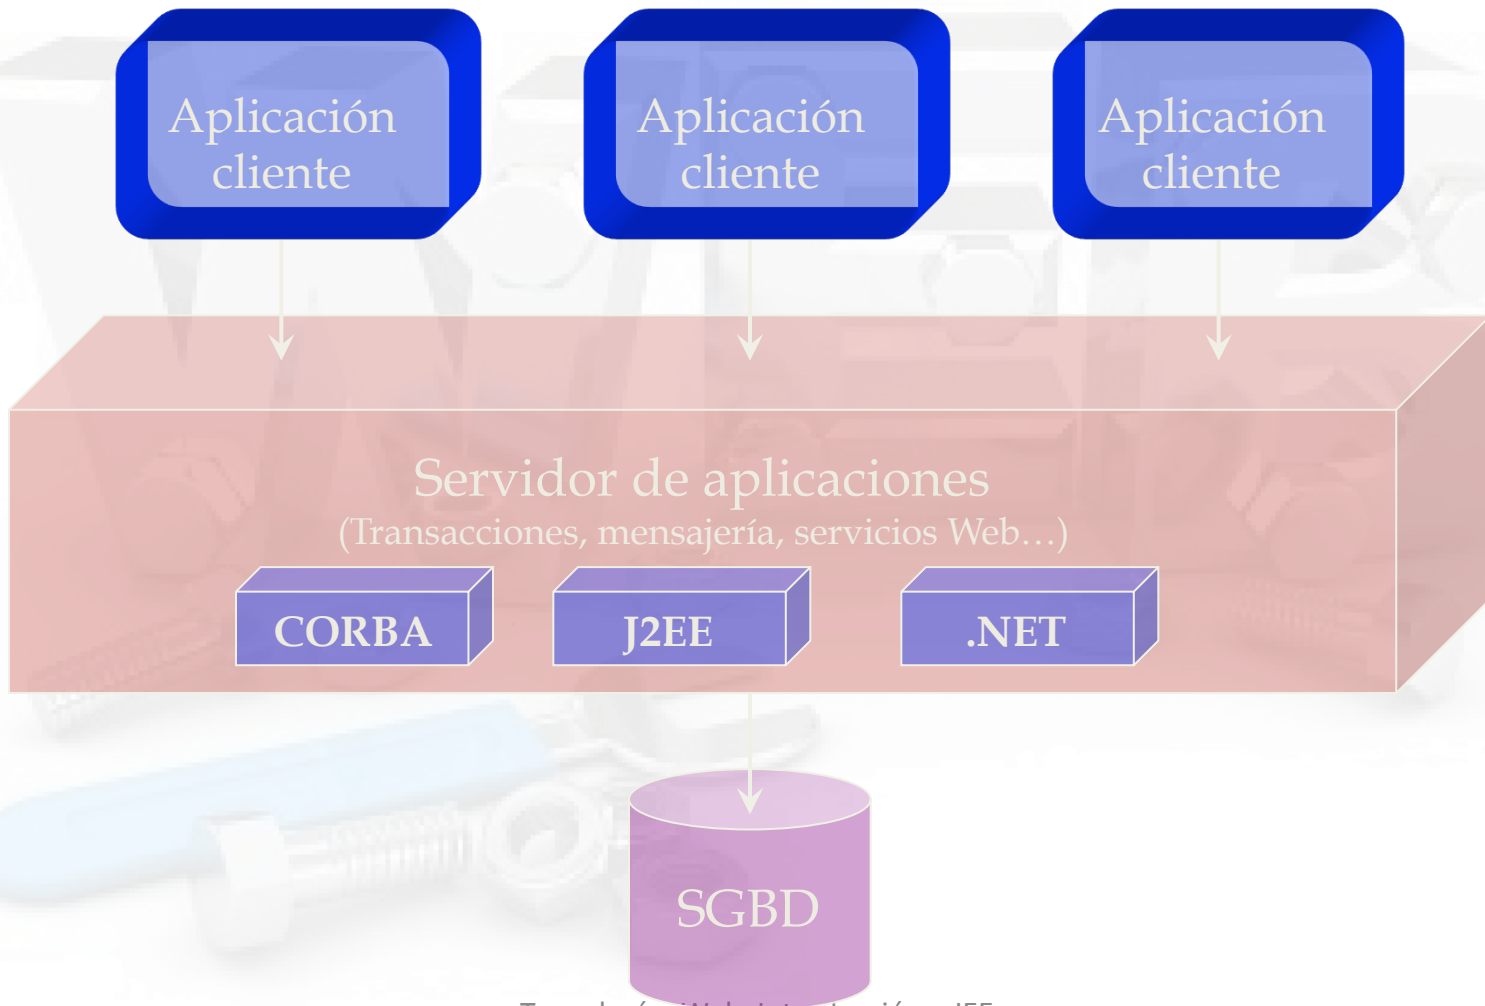 Aplicación Aplicación Aplicación
cliente cliente cliente
Servidor de aplicaciones
(Transacciones, mensajería, servicios Web...)
CORBA J2EE .NET
SGBD